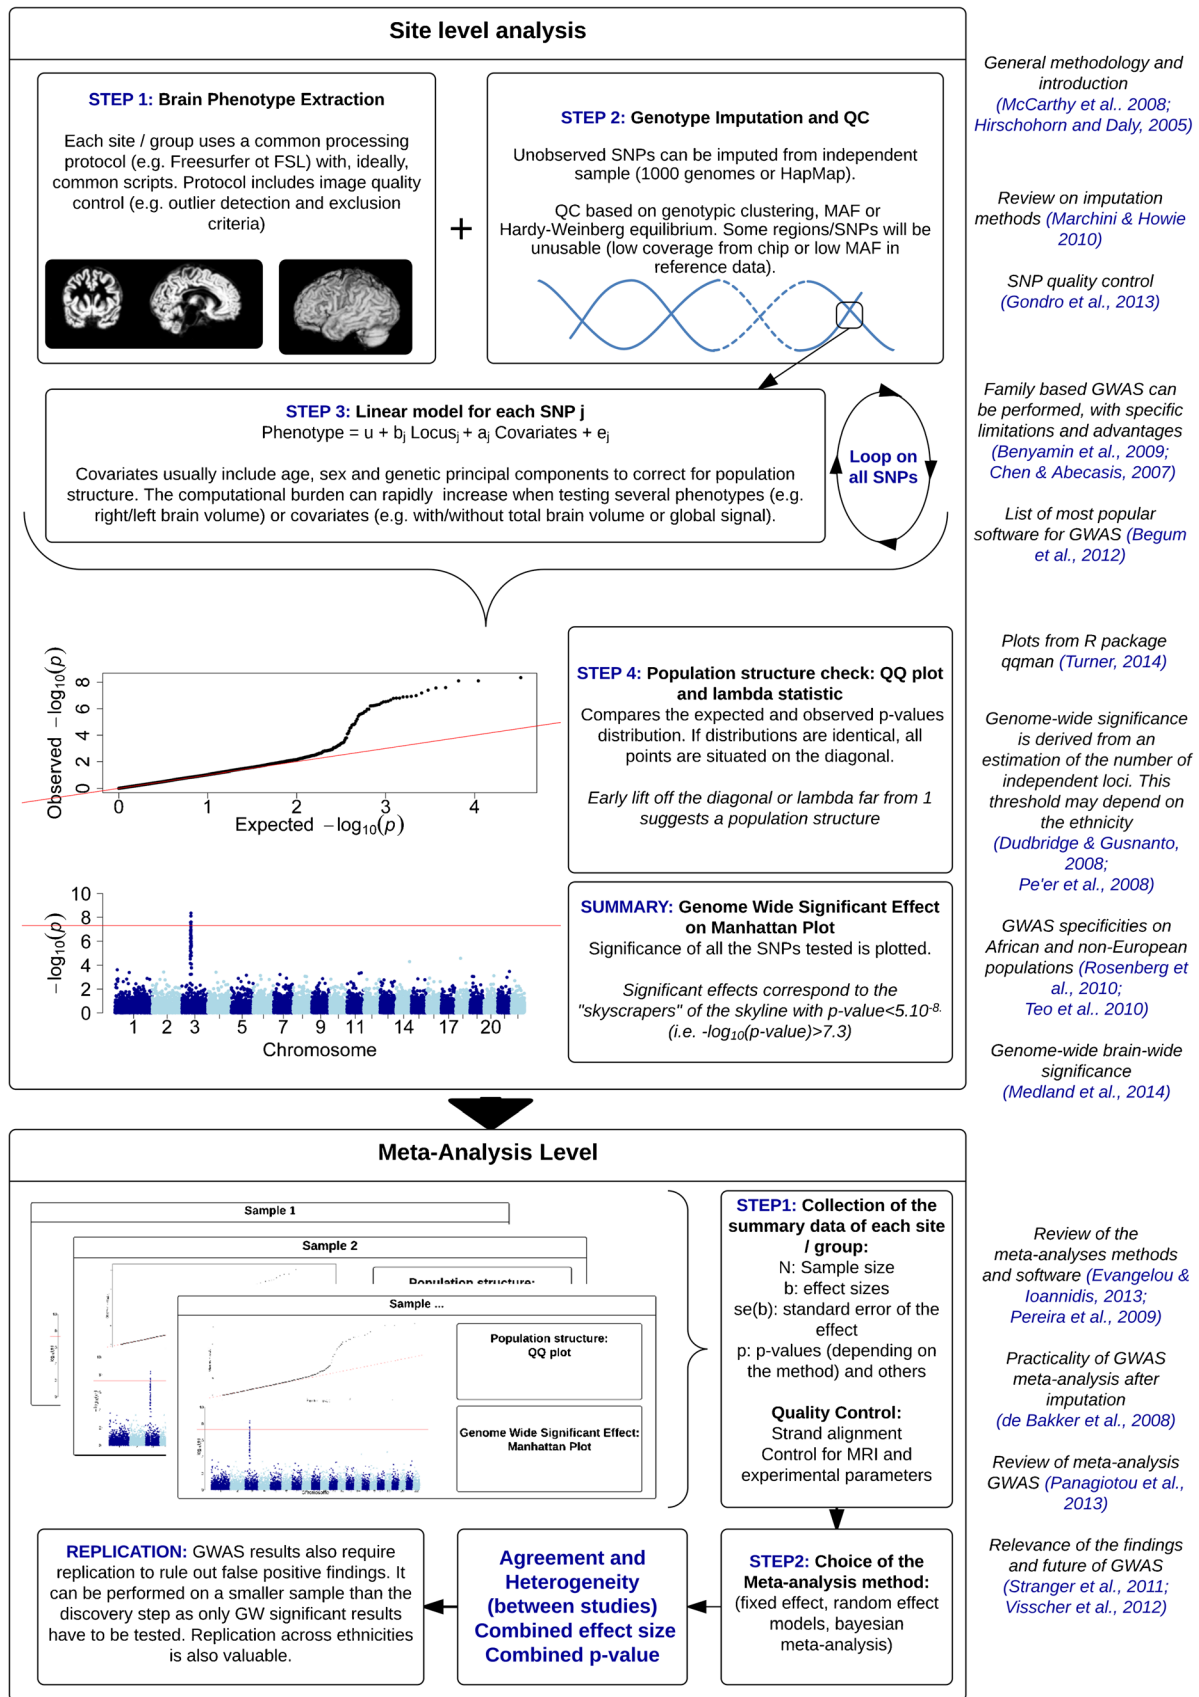 Site level analysis
STEP 1: Brain Phenotype Extraction
Each site / group uses a common processing
protocol (e.g. Freesurfer ot FSL) with, ideally,
common scripts. Protocol includes image quality
control (e.g. outlier detection and exclusion
criteria)
+
STEP 2: Genotype Imputation and QC
Unobserved SNPs can be imputed from independent
sample (1000 genomes or HapMap).
QC based on genotypic clustering, MAF or
Hardy-Weinberg equilibrium. Some regions/SNPs will be
unusable (low coverage from chip or low MAF in
reference data).
STEP 3: Linear model for each SNP j
Phenotype = u + bj Locusj + aj Covariates + ej
Covariates usually include age, sex and genetic principal components to correct for population
structure. The computational burden can rapidly increase when testing several phenotypes (e.g.
right/left brain volume) or covariates (e.g. with/without total brain volume or global signal).
Loop on
all SNPs
Observed −log10(p)
8
6
4
2
0
0 1 2 3 4
Expected −log10(p)
STEP 4: Population structure check: QQ plot
and lambda statistic
Compares the expected and observed p-values
distribution. If distributions are identical, all
points are situated on the diagonal.
Early lift off the diagonal or lambda far from 1
suggests a population structure
−log10(p)
10
8
6
4
2
0
1 2 3 5 7 9 11 14 17 20
Chromosome
SUMMARY: Genome Wide Significant Effect
on Manhattan Plot
Significance of all the SNPs tested is plotted.
Significant effects correspond to the
"skyscrapers" of the skyline with p-value<5.10-8.
(i.e. -log10(p-value)>7.3)
General methodology and
introduction
(McCarthy et al.. 2008;
Hirschohorn and Daly, 2005)
Review on imputation
methods (Marchini & Howie
2010)
SNP quality control
(Gondro et al., 2013)
Family based GWAS can
be performed, with specific
limitations and advantages
(Benyamin et al., 2009;
Chen & Abecasis, 2007)
List of most popular
software for GWAS (Begum
et al., 2012)
Plots from R package
qqman (Turner, 2014)
Genome-wide significance
is derived from an
estimation of the number of
independent loci. This
threshold may depend on
the ethnicity
(Dudbridge & Gusnanto,
2008;
Pe'er et al., 2008)
GWAS specificities on
African and non-European
populations (Rosenberg et
al., 2010;
Teo et al.. 2010)
Genome-wide brain-wide
significance
(Medland et al., 2014)
Meta-Analysis Level
Sample 1
Sample 2
Population structure:
Sample ...
Population structure:
QQ plot
Genome Wide Significant Effect:
Manhattan Plot
STEP1: Collection of the
summary data of each site
/ group:
N: Sample size
b: effect sizes
se(b): standard error of the
effect
p: p-values (depending on
the method) and others
Quality Control:
Strand alignment
Control for MRI and
experimental parameters
STEP2: Choice of the
Meta-analysis method:
(fixed effect, random effect
models, bayesian
meta-analysis)
Agreement and
Heterogeneity
(between studies)
Combined effect size
Combined p-value
REPLICATION: GWAS results also require
replication to rule out false positive findings. It
can be performed on a smaller sample than the
discovery step as only GW significant results
have to be tested. Replication across ethnicities
is also valuable.
Review of the
meta-analyses methods
and software (Evangelou &
Ioannidis, 2013;
Pereira et al., 2009)
Practicality of GWAS
meta-analysis after
imputation
(de Bakker et al., 2008)
Review of meta-analysis
GWAS (Panagiotou et al.,
2013)
Relevance of the findings
and future of GWAS
(Stranger et al., 2011;
Visscher et al., 2012)